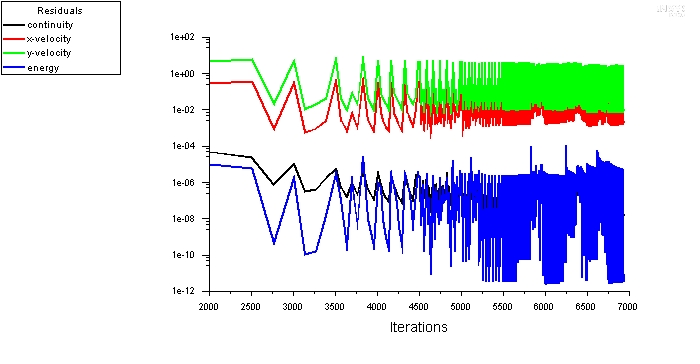 Residuals
continuity
x-velocity
y-velocity
energy
1e+02
1e+00
1e-02
1e-04
1e-06
1e-08
1e-10
1e-12
2000 2500 3000 3500 4000 4500 5000 5500 6000 6500 7000
Iterations